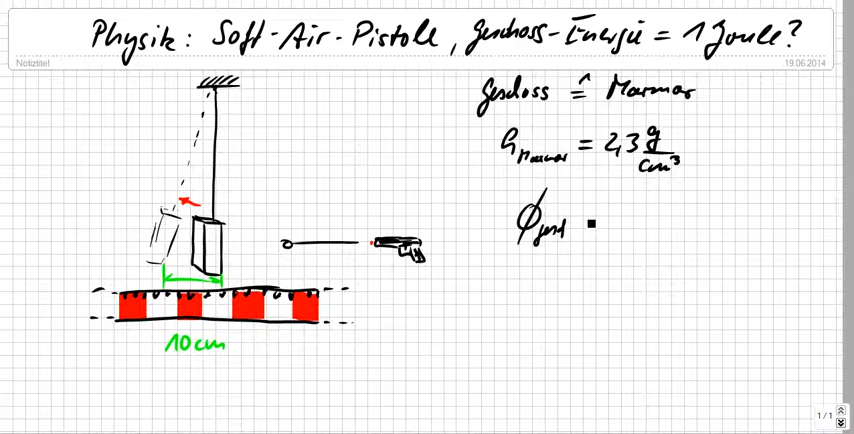 Physik: Soft-Air-Pistole, Geschoss-Energie = 1 Joule?
Notiztitel
19.06.2014
Geschoss ≙ Marmor
ϱMarmor = 2,3 g/cm³
ϕ
10cm
1/1